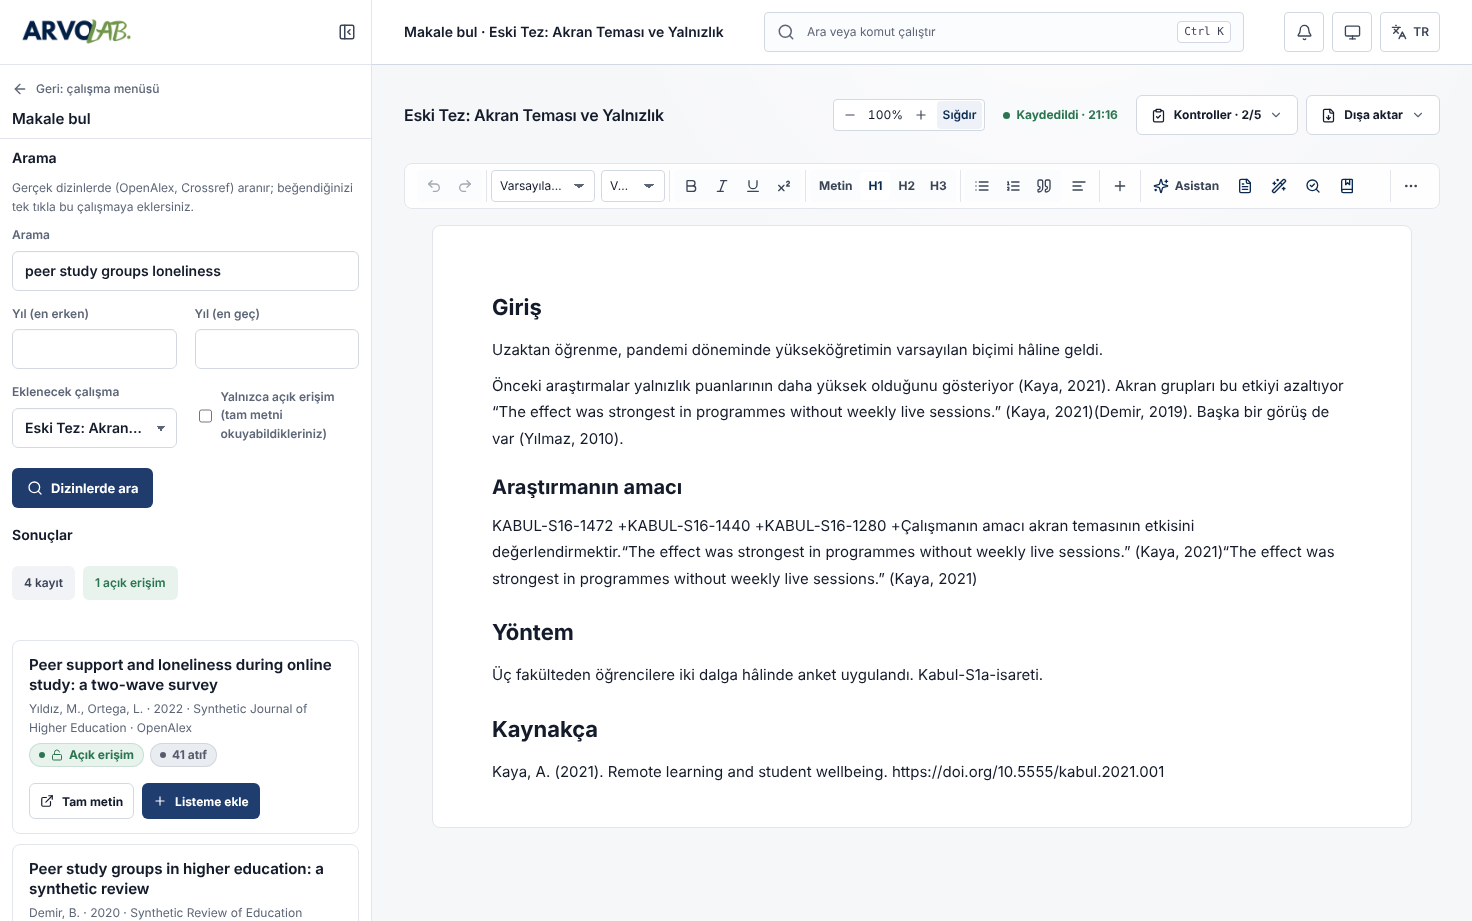 ARVOLAB.
Geri: çalışma menüsü
Makale bul
Arama
Gerçek dizinlerde (OpenAlex, Crossref) aranır; beğendiğinizi
tek tıkla bu çalışmaya eklersiniz.
Arama
peer study groups loneliness
Yıl (en erken)
Yıl (en geç)
Eklenecek çalışma
Eski Tez: Akran...
Yalnızca açık erişim
(tam metni
okuyabildikleriniz)
Dizinlerde ara
Sonuçlar
4 kayıt
1 açık erişim
Peer support and loneliness during online
study: a two-wave survey
Yıldız, M., Ortega, L. · 2022 · Synthetic Journal of
Higher Education · OpenAlex
Açık erişim
41 atıf
Tam metin
Listeme ekle
Peer study groups in higher education: a
synthetic review
Demir, B. · 2020 · Synthetic Review of Education
Makale bul · Eski Tez: Akran Teması ve Yalnızlık
Ara veya komut çalıştır
Ctrl K
TR
Eski Tez: Akran Teması ve Yalnızlık
100%
Sığdır
Kaydedildi · 21:16
Kontroller · 2/5
Dışa aktar
Varsayıla...
V...
B I U x²
Metin H1 H2 H3
Asistan
Giriş
Uzaktan öğrenme, pandemi döneminde yükseköğretimin varsayılan biçimi hâline geldi.
Önceki araştırmalar yalnızlık puanlarının daha yüksek olduğunu gösteriyor (Kaya, 2021). Akran grupları bu etkiyi azaltıyor
“The effect was strongest in programmes without weekly live sessions.” (Kaya, 2021)(Demir, 2019). Başka bir görüş de
var (Yılmaz, 2010).
Araştırmanın amacı
KABUL-S16-1472 +KABUL-S16-1440 +KABUL-S16-1280 +Çalışmanın amacı akran temasının etkisini
değerlendirmektir.“The effect was strongest in programmes without weekly live sessions.” (Kaya, 2021)“The effect was
strongest in programmes without weekly live sessions.” (Kaya, 2021)
Yöntem
Üç fakülteden öğrencilere iki dalga hâlinde anket uygulandı. Kabul-S1a-isareti.
Kaynakça
Kaya, A. (2021). Remote learning and student wellbeing. https://doi.org/10.5555/kabul.2021.001